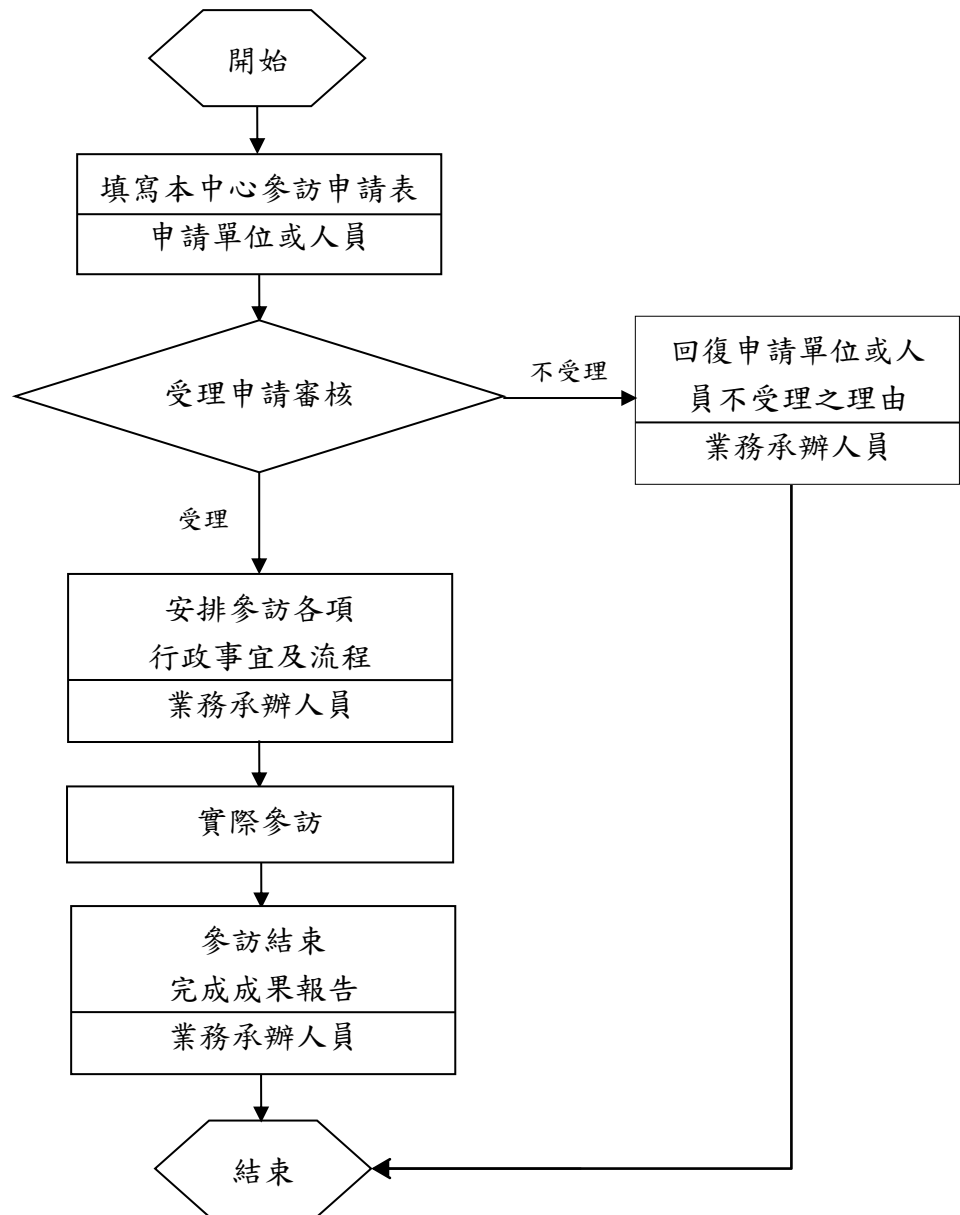 開始
填寫本中心參訪申請表
申請單位或人員
受理申請審核
不受理
回復申請單位或人
員不受理之理由
業務承辦人員
受理
安排參訪各項
行政事宜及流程
業務承辦人員
實際參訪
參訪結束
完成成果報告
業務承辦人員
結束